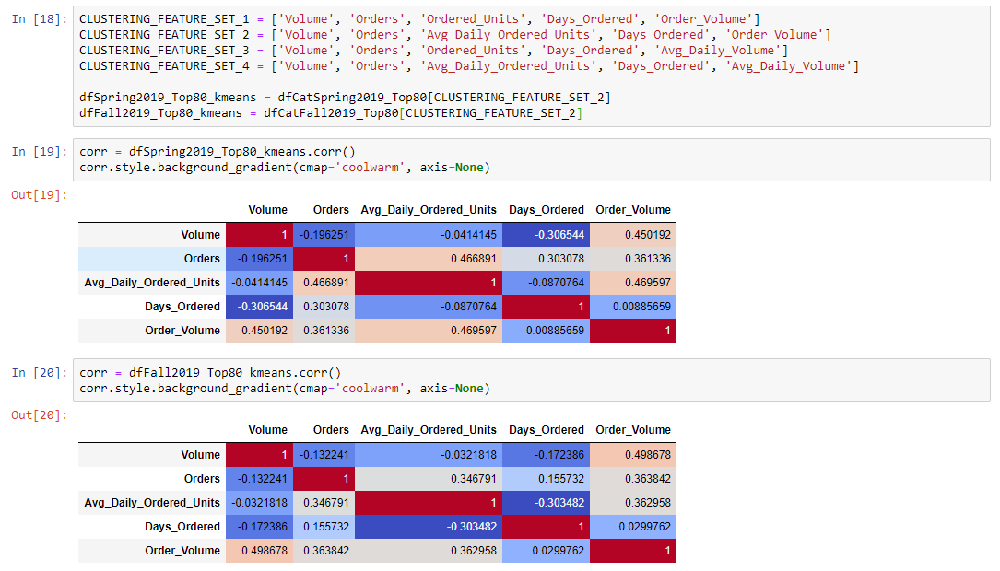 In [18]: CLUSTERING_FEATURE_SET_1 = ['Volume', 'Orders', 'Ordered_Units', 'Days_Ordered', 'Order_Volume']
CLUSTERING_FEATURE_SET_2 = ['Volume', 'Orders', 'Avg_Daily_Ordered_Units', 'Days_Ordered', 'Order_Volume']
CLUSTERING_FEATURE_SET_3 = ['Volume', 'Orders', 'Ordered_Units', 'Days_Ordered', 'Avg_Daily_Volume']
CLUSTERING_FEATURE_SET_4 = ['Volume', 'Orders', 'Avg_Daily_Ordered_Units', 'Days_Ordered', 'Avg_Daily_Volume']
dfSpring2019_Top80_kmeans = dfCatSpring2019_Top80[CLUSTERING_FEATURE_SET_2]
dfFall2019_Top80_kmeans = dfCatFall2019_Top80[CLUSTERING_FEATURE_SET_2]
In [19]: corr = dfSpring2019_Top80_kmeans.corr()
corr.style.background_gradient(cmap='coolwarm', axis=None)
Out[19]:
Volume Orders Avg_Daily_Ordered_Units Days_Ordered Order_Volume
Volume 1 -0.196251 -0.0414145 -0.306544 0.450192
Orders -0.196251 1 0.466891 0.303078 0.361336
Avg_Daily_Ordered_Units -0.0414145 0.466891 1 -0.0870764 0.469597
Days_Ordered -0.306544 0.303078 -0.0870764 1 0.00885659
Order_Volume 0.450192 0.361336 0.469597 0.00885659 1
In [20]: corr = dfFall2019_Top80_kmeans.corr()
corr.style.background_gradient(cmap='coolwarm', axis=None)
Out[20]:
Volume Orders Avg_Daily_Ordered_Units Days_Ordered Order_Volume
Volume 1 -0.132241 -0.0321818 -0.172386 0.498678
Orders -0.132241 1 0.346791 0.155732 0.363842
Avg_Daily_Ordered_Units -0.0321818 0.346791 1 -0.303482 0.362958
Days_Ordered -0.172386 0.155732 -0.303482 1 0.0299762
Order_Volume 0.498678 0.363842 0.362958 0.0299762 1